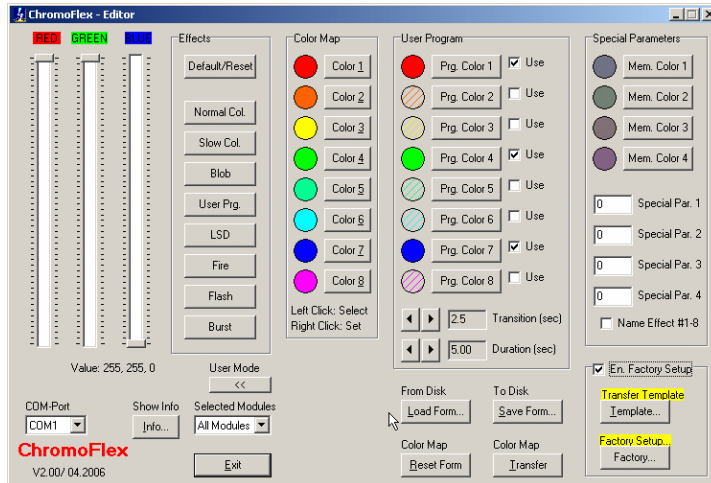 ChromoFlex - Editor
RED GREEN BLUE
Effects
Default/Reset
Normal Col.
Slow Col.
Blob
User Prg.
LSD
Fire
Flash
Burst
Color Map
Color 1
Color 2
Color 3
Color 4
Color 5
Color 6
Color 7
Color 8
Left Click: Select
Right Click: Set
User Program
Prg. Color 1 Use
Prg. Color 2 Use
Prg. Color 3 Use
Prg. Color 4 Use
Prg. Color 5 Use
Prg. Color 6 Use
Prg. Color 7 Use
Prg. Color 8 Use
2.5 Transition (sec)
5.00 Duration (sec)
Special Parameters
Mem. Color 1
Mem. Color 2
Mem. Color 3
Mem. Color 4
0 Special Par. 1
0 Special Par. 2
0 Special Par. 3
0 Special Par. 4
Name Effect #1-8
Value: 255, 255, 0
User Mode
<<
COM-Port
COM1
Show Info
Info...
Selected Modules
All Modules
ChromoFlex
V2.00/ 04.2006
Exit
From Disk
Load Form...
To Disk
Save Form...
Color Map
Reset Form
Color Map
Transfer
En. Factory Setup
Transfer Template
Template...
Factory Setup...
Factory...